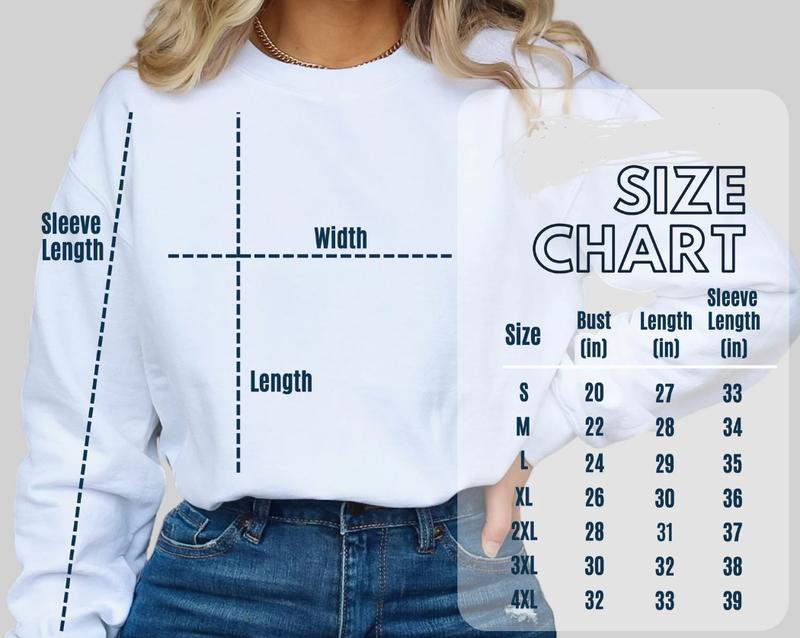 Sleeve
Length
Width
Length
SIZE
CHART
Size Bust (in) Length (in) Sleeve Length (in)
S 20 27 33
M 22 28 34
L 24 29 35
XL 26 30 36
2XL 28 31 37
3XL 30 32 38
4XL 32 33 39